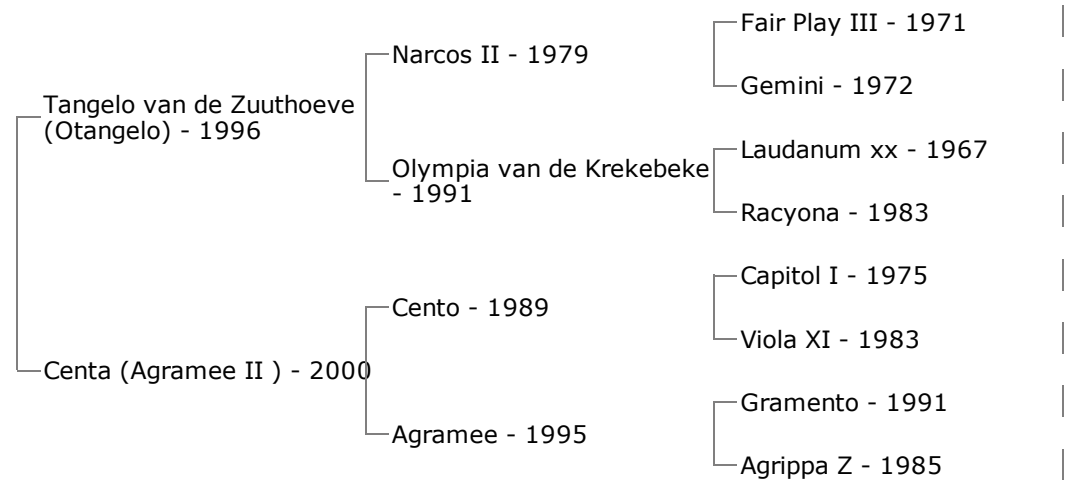 Fair Play III - 1971
Narcos II - 1979
Gemini - 1972
Tangelo van de Zuuthoeve
(Otangelo) - 1996
Laudanum xx - 1967
Olympia van de Krekebeke
- 1991
Racyona - 1983
Capitol I - 1975
Cento - 1989
Viola XI - 1983
Centa (Agramee II ) - 2000
Gramento - 1991
Agramee - 1995
Agrippa Z - 1985